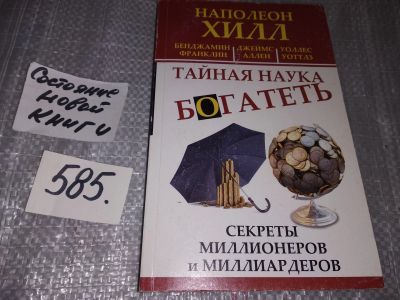 НАПОЛЕОН
ХИЛЛ
БЕНДЖАМИН ФРАНКЛИН
ДЖЕЙМС АЛЛЕН
УОЛЛЕС УОТТЛЗ
ТАЙНАЯ НАУКА
БОГАТЕТЬ
СЕКРЕТЫ
МИЛЛИОНЕРОВ
и МИЛЛИАРДЕРОВ
Состояние
новой
книги
585.